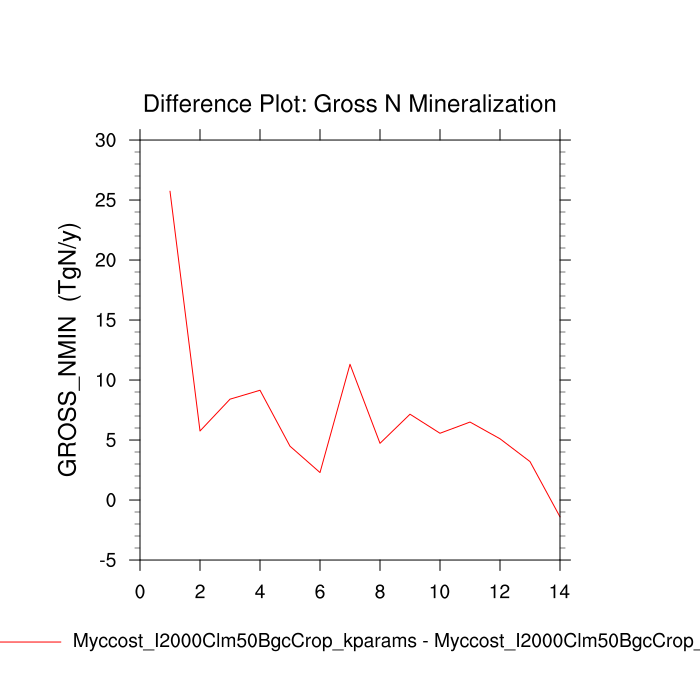 Difference Plot: Gross N Mineralization
30
25
20
15
10
5
0
-5
GROSS_NMIN (TgN/y)
0 2 4 6 8 10 12 14
Myccost_I2000Clm50BgcCrop_kparams - Myccost_I2000Clm50BgcCrop_